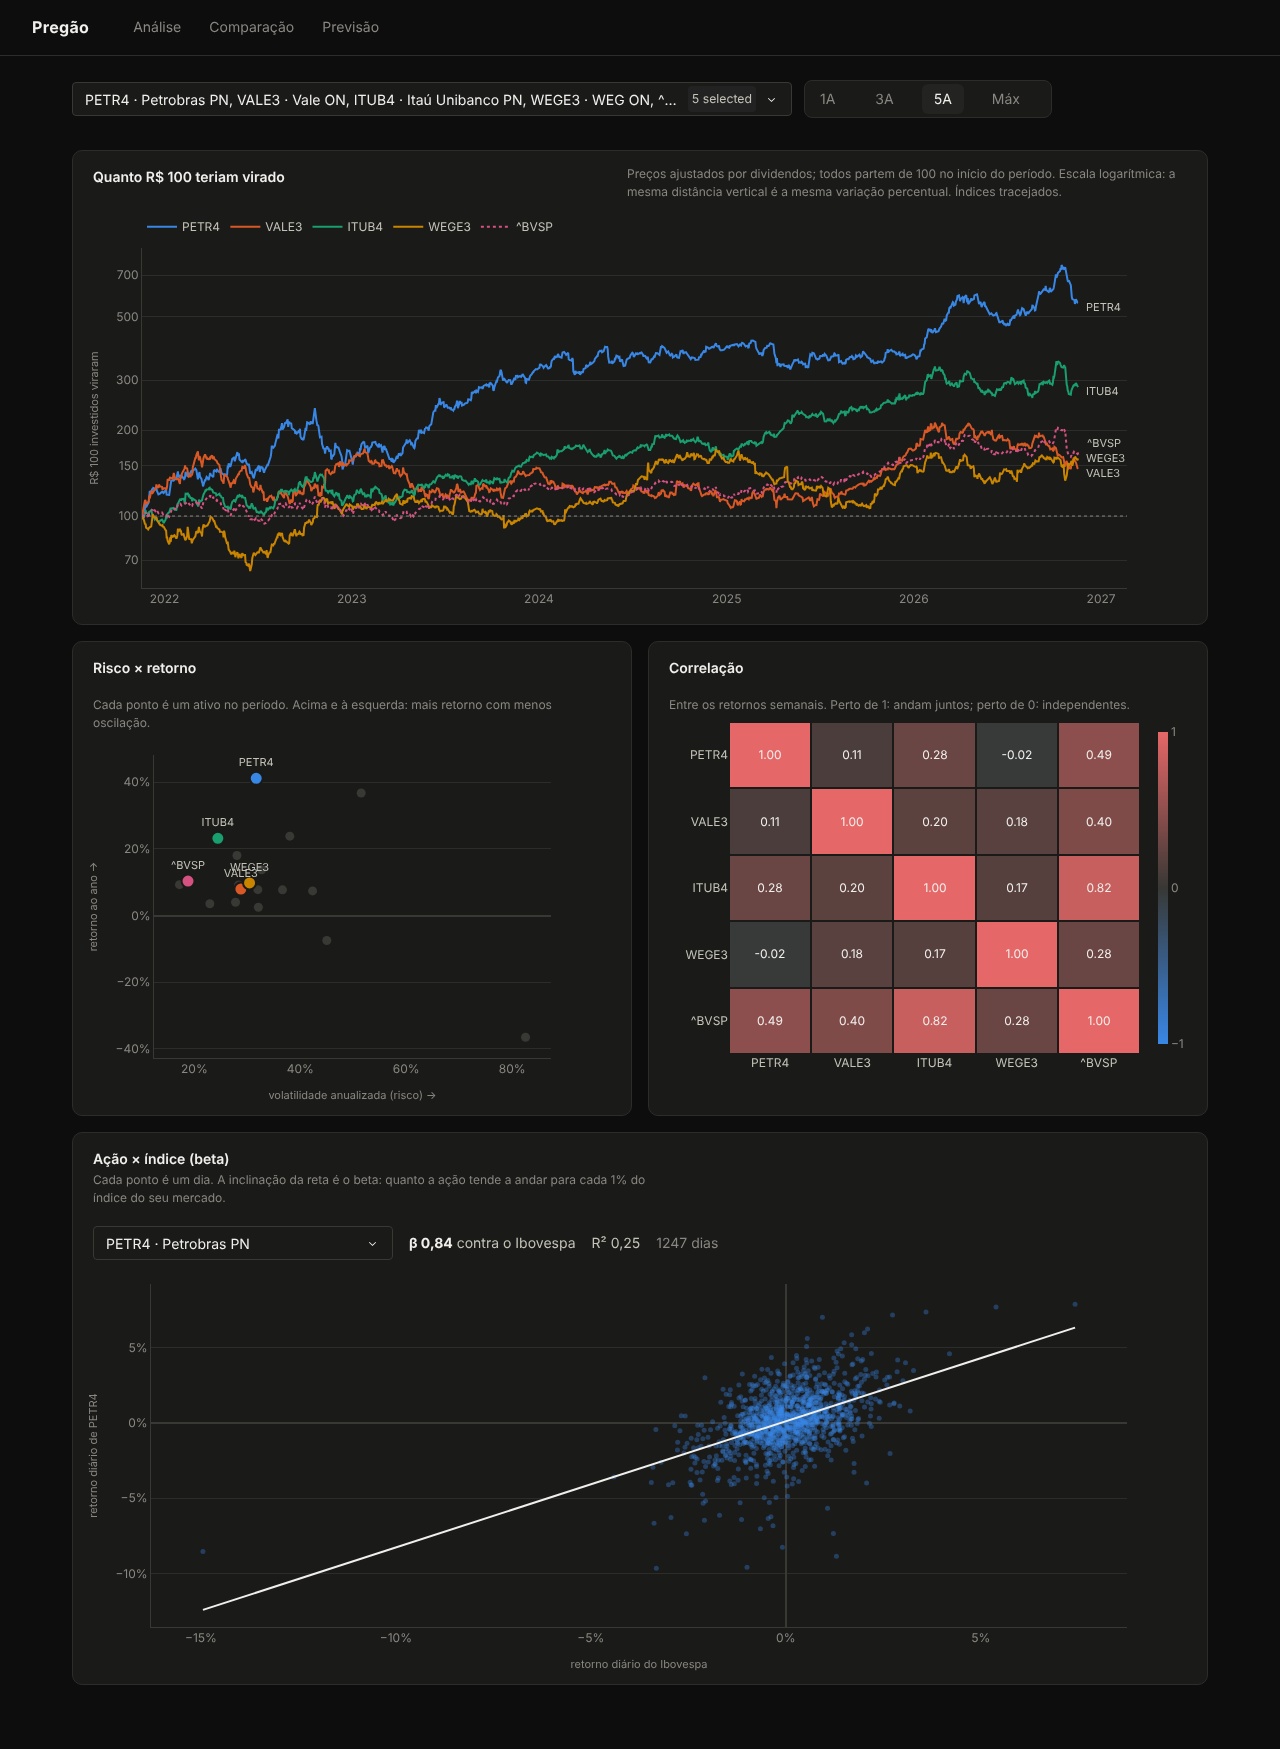 Pregão
Análise
Comparação
Previsão
PETR4 · Petrobras PN, VALE3 · Vale ON, ITUB4 · Itaú Unibanco PN, WEGE3 · WEG ON, ^...
5 selected
1A
3A
5A
Máx
Quanto R$ 100 teriam virado
Preços ajustados por dividendos; todos partem de 100 no início do período. Escala logarítmica: a
mesma distância vertical é a mesma variação percentual. Índices tracejados.
PETR4
VALE3
ITUB4
WEGE3
^BVSP
R$ 100 investidos viraram
700
500
300
200
150
100
70
PETR4
ITUB4
^BVSP
WEGE3
VALE3
2022
2023
2024
2025
2026
2027
Risco × retorno
Cada ponto é um ativo no período. Acima e à esquerda: mais retorno com menos
oscilação.
retorno ao ano →
40%
20%
0%
−20%
−40%
PETR4
ITUB4
^BVSP
WEGE3
VALE3
20%
40%
60%
80%
volatilidade anualizada (risco) →
Correlação
Entre os retornos semanais. Perto de 1: andam juntos; perto de 0: independentes.
PETR4 1.00 0.11 0.28 -0.02 0.49
VALE3 0.11 1.00 0.20 0.18 0.40
ITUB4 0.28 0.20 1.00 0.17 0.82
WEGE3 -0.02 0.18 0.17 1.00 0.28
^BVSP 0.49 0.40 0.82 0.28 1.00
PETR4 VALE3 ITUB4 WEGE3 ^BVSP
1
0
−1
Ação × índice (beta)
Cada ponto é um dia. A inclinação da reta é o beta: quanto a ação tende a andar para cada 1% do
índice do seu mercado.
PETR4 · Petrobras PN
β 0,84 contra o Ibovespa
R² 0,25
1247 dias
retorno diário de PETR4
5%
0%
−5%
−10%
−15%
−10%
−5%
0%
5%
retorno diário do Ibovespa